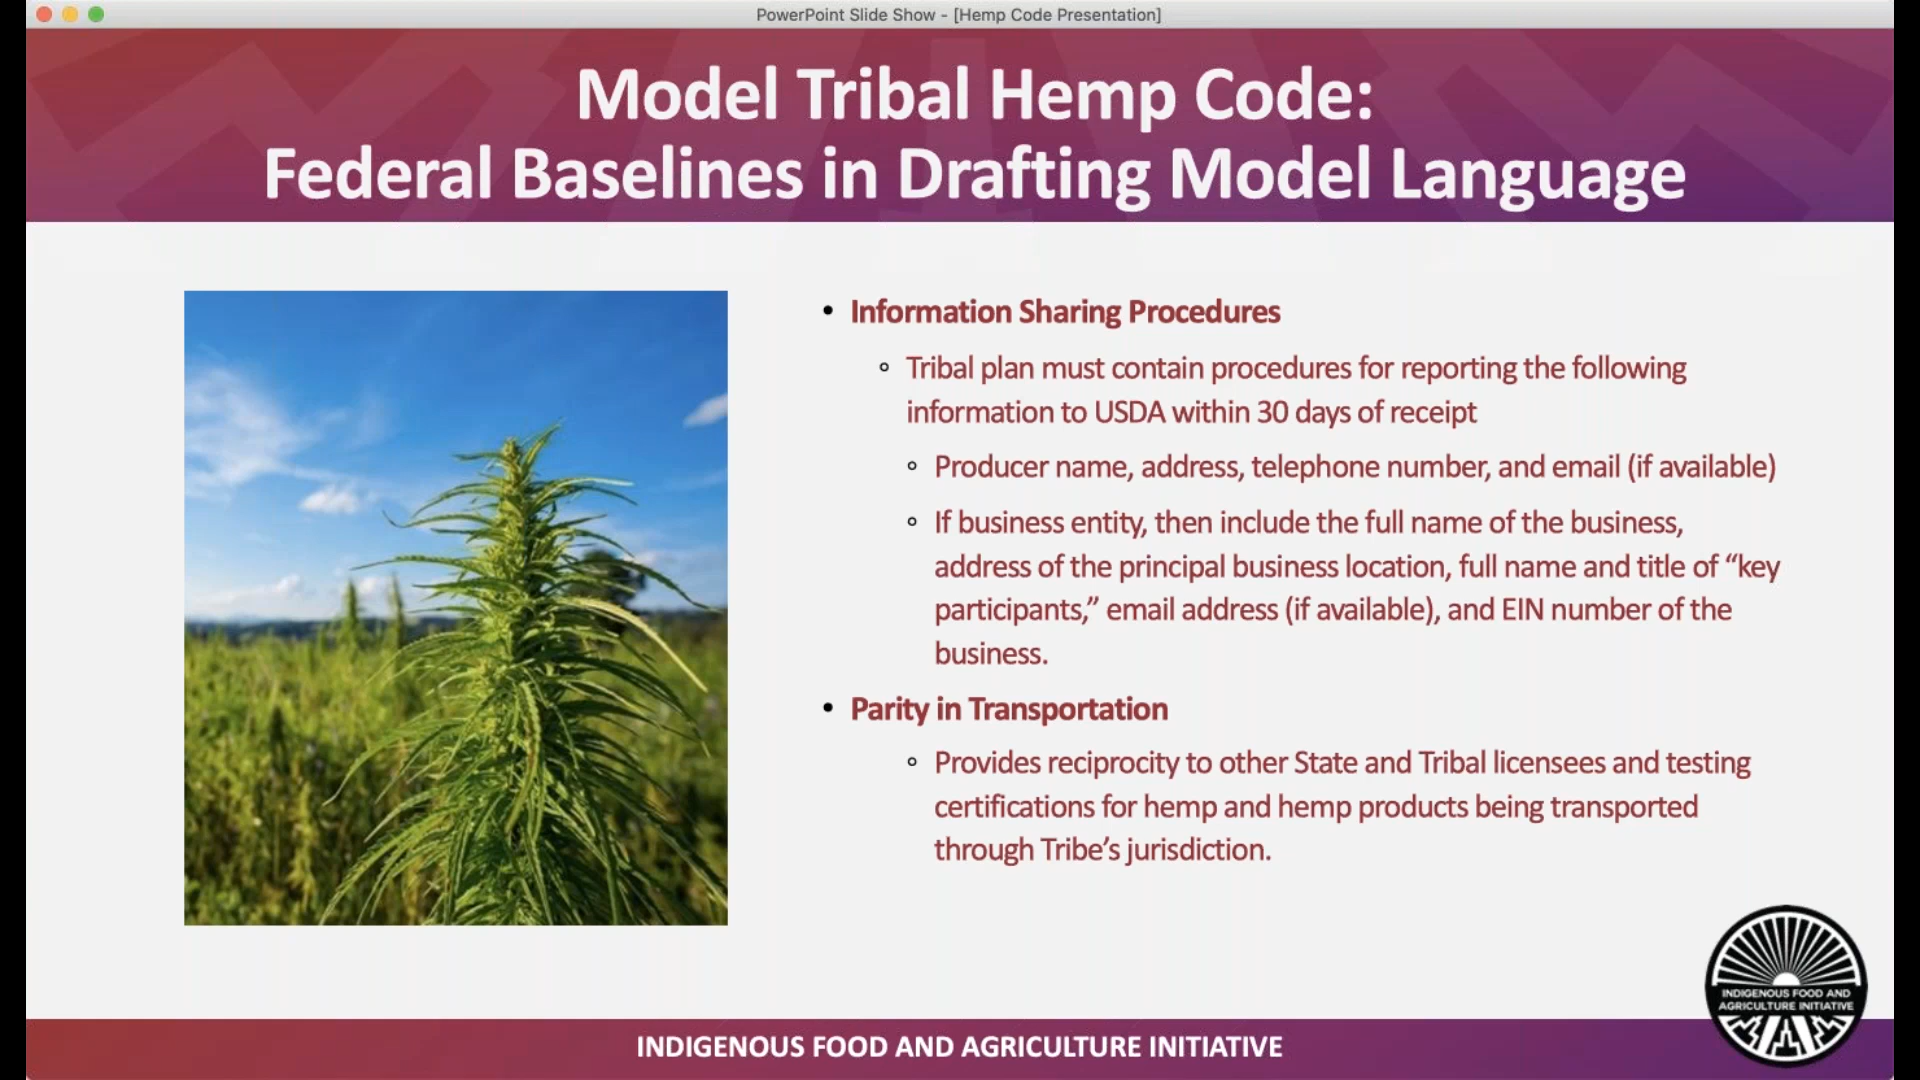 PowerPoint Slide Show - [Hemp Code Presentation]
Model Tribal Hemp Code:
Federal Baselines in Drafting Model Language
• Information Sharing Procedures
◦ Tribal plan must contain procedures for reporting the following
information to USDA within 30 days of receipt
◦ Producer name, address, telephone number, and email (if available)
◦ If business entity, then include the full name of the business,
address of the principal business location, full name and title of “key
participants,” email address (if available), and EIN number of the
business.
• Parity in Transportation
◦ Provides reciprocity to other State and Tribal licensees and testing
certifications for hemp and hemp products being transported
through Tribe’s jurisdiction.
INDIGENOUS FOOD AND
AGRICULTURE INITIATIVE
INDIGENOUS FOOD AND AGRICULTURE INITIATIVE